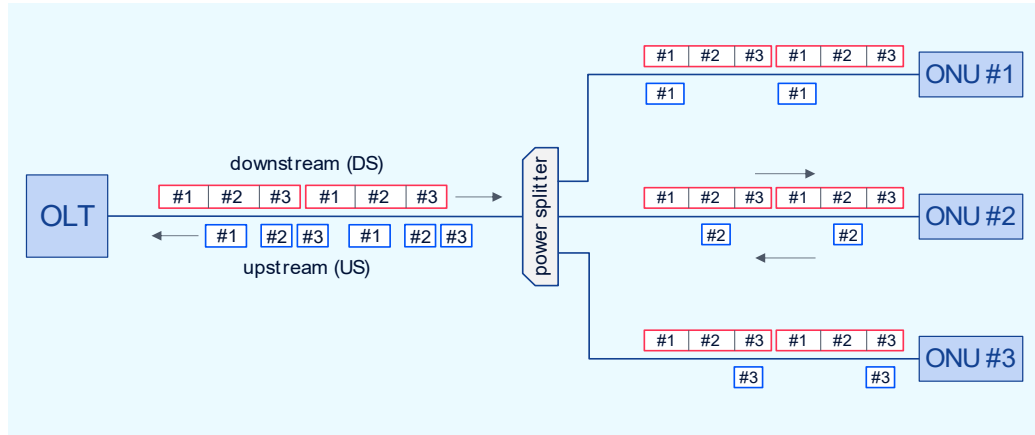 #1 #2 #3 #1 #2 #3
ONU #1
#1 #1
downstream (DS)
#1 #2 #3 #1 #2 #3
OLT
#1 #2 #3 #1 #2 #3
upstream (US)
power splitter
#1 #2 #3 #1 #2 #3
ONU #2
#2 #2
#1 #2 #3 #1 #2 #3
ONU #3
#3 #3